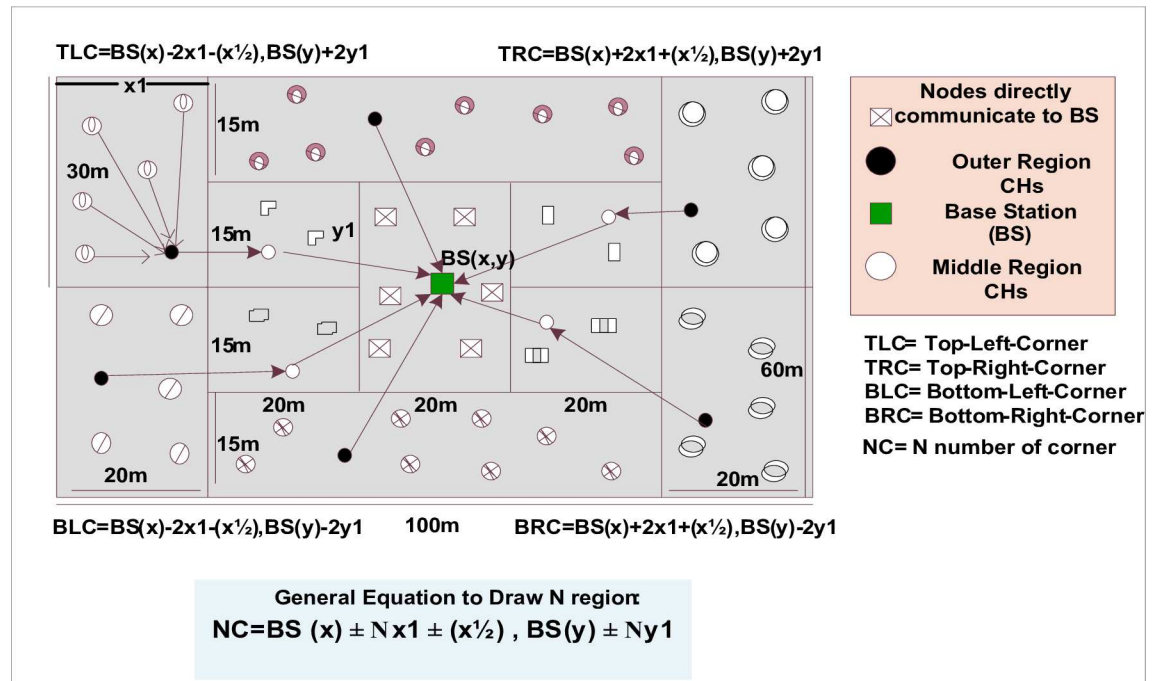 TLC=BS(x)-2x1-(x½),BS(y)+2y1
TRC=BS(x)+2x1+(x½),BS(y)+2y1
x1
15m
30m
15m
y1
BS(x,y)
15m
60m
20m
20m
20m
15m
20m
20m
BLC=BS(x)-2x1-(x½),BS(y)-2y1
100m
BRC=BS(x)+2x1+(x½),BS(y)-2y1
Nodes directly
communicate to BS
Outer Region
CHs
Base Station
(BS)
Middle Region
CHs
TLC= Top-Left-Corner
TRC= Top-Right-Corner
BLC= Bottom-Left-Corner
BRC= Bottom-Right-Corner
NC= N number of corner
General Equation to Draw N region:
NC=BS (x) ± Nx1 ± (x½) , BS(y) ± Ny1